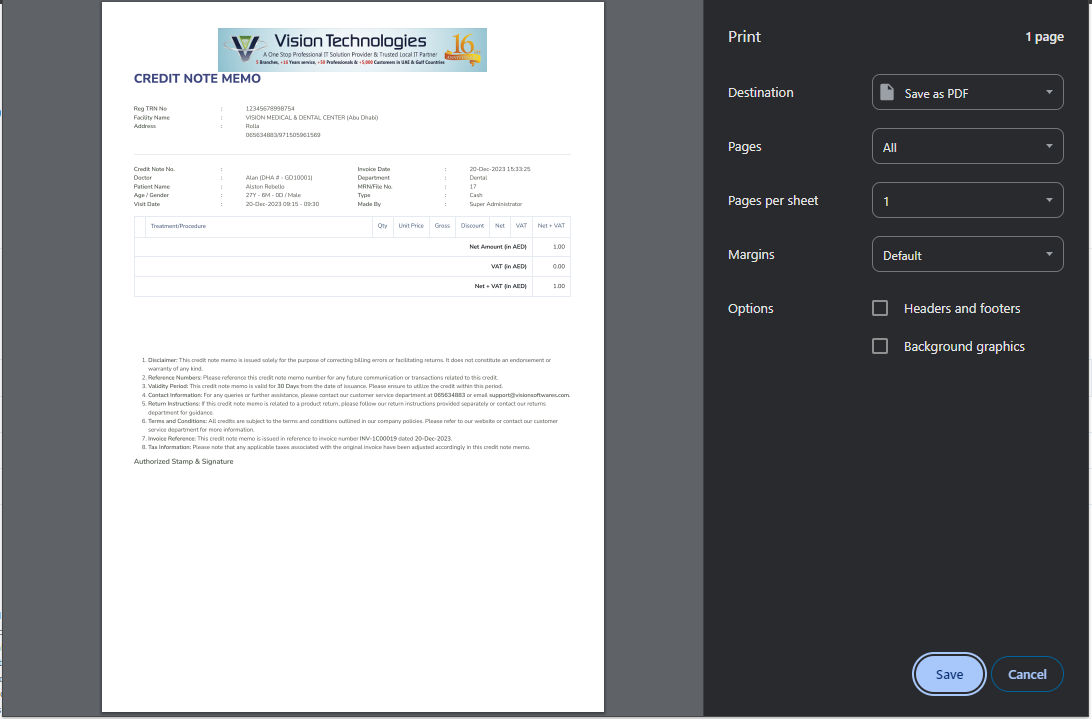 Vision Technologies
A One Stop Professional IT Solution Provider & Trusted Local IT Partner
5 Branches, +16 Years service, +50 Professionals & +5,000 Customers in UAE & Gulf Countries
16
CREDIT NOTE MEMO
Reg TRN No : 12345678998754
Facility Name : VISION MEDICAL & DENTAL CENTER (Abu Dhabi)
Address : Rolla
065634883/971505961569
Credit Note No. : Invoice Date : 20-Dec-2023 15:33:25
Doctor : Alan (DHA # - GD10001) Department : Dental
Patient Name : Alston Rebello MRN/File No. : 17
Age / Gender : 27Y - 6M - 0D / Male Type : Cash
Visit Date : 20-Dec-2023 09:15 - 09:30 Made By : Super Administrator
Treatment/Procedure Qty Unit Price Gross Discount Net VAT Net + VAT
Net Amount (in AED) 1.00
VAT (in AED) 0.00
Net + VAT (in AED) 1.00
1. Disclaimer: This credit note memo is issued solely for the purpose of correcting billing errors or facilitating returns. It does not constitute an endorsement or
warranty of any kind.
2. Reference Numbers: Please reference this credit note memo number for any future communication or transactions related to this credit.
3. Validity Period: This credit note memo is valid for 30 Days from the date of issuance. Please ensure to utilize the credit within this period.
4. Contact Information: For any queries or further assistance, please contact our customer service department at 065634883 or email support@visionsoftwares.com.
5. Return Instructions: If this credit note memo is related to a product return, please follow our return instructions provided separately or contact our returns
department for guidance.
6. Terms and Conditions: All credits are subject to the terms and conditions outlined in our company policies. Please refer to our website or contact our customer
service department for more information.
7. Invoice Reference: This credit note memo is issued in reference to invoice number INV-1C00019 dated 20-Dec-2023.
8. Tax Information: Please note that any applicable taxes associated with the original invoice have been adjusted accordingly in this credit note memo.
Authorized Stamp & Signature
Print 1 page
Destination Save as PDF
Pages All
Pages per sheet 1
Margins Default
Options Headers and footers
Background graphics
Save Cancel